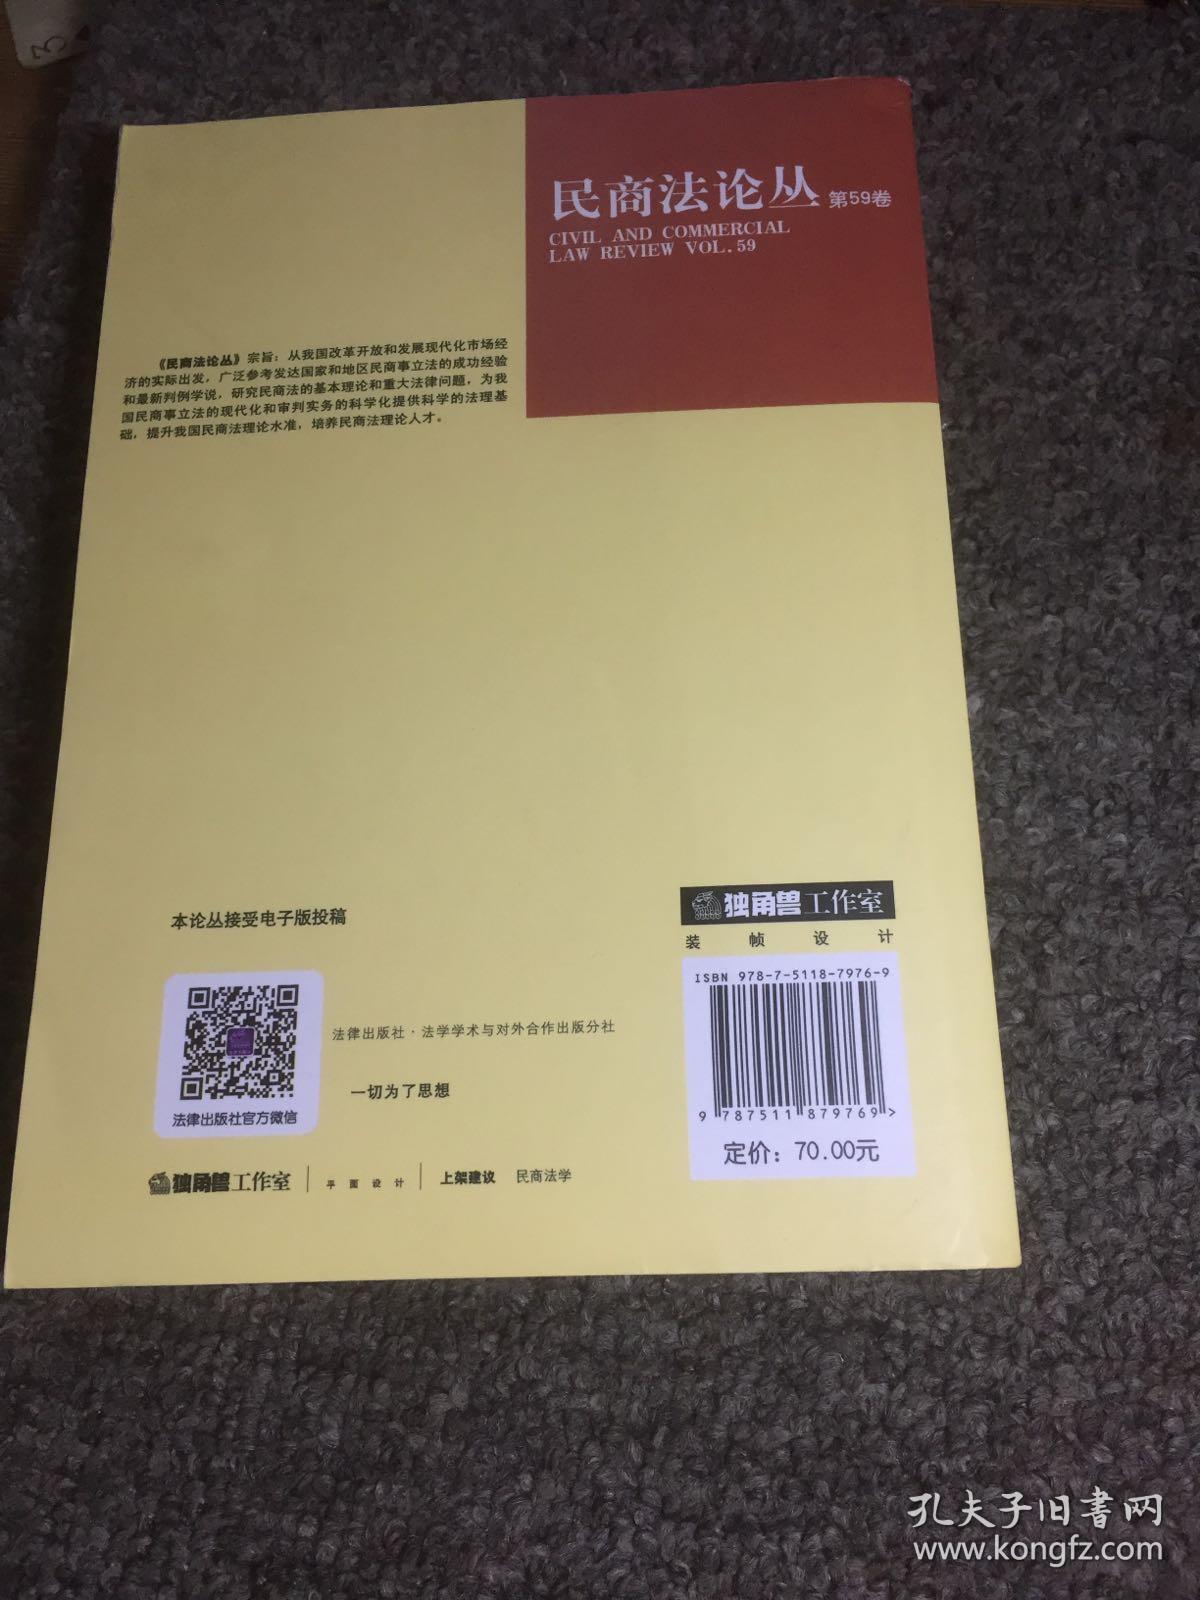 3
民商法论丛 第59卷
CIVIL AND COMMERCIAL
LAW REVIEW VOL.59
《民商法论丛》宗旨：从我国改革开放和发展现代化市场经
济的实际出发，广泛参考发达国家和地区民商事立法的成功经验
和最新判例学说，研究民商法的基本理论和重大法律问题，为我
国民商事立法的现代化和审判实务的科学化提供科学的法理基
础，提升我国民商法理论水准，培养民商法理论人才。
本论丛接受电子版投稿
法律出版社·法学学术与对外合作出版分社
一切为了思想
法律出版社官方微信
独角兽工作室 平面设计 上架建议 民商法学
独角兽工作室
装帧设计
ISBN 978-7-5118-7976-9
9 787511 879769 >
定价：70.00元
孔夫子旧书网
www.kongfz.com